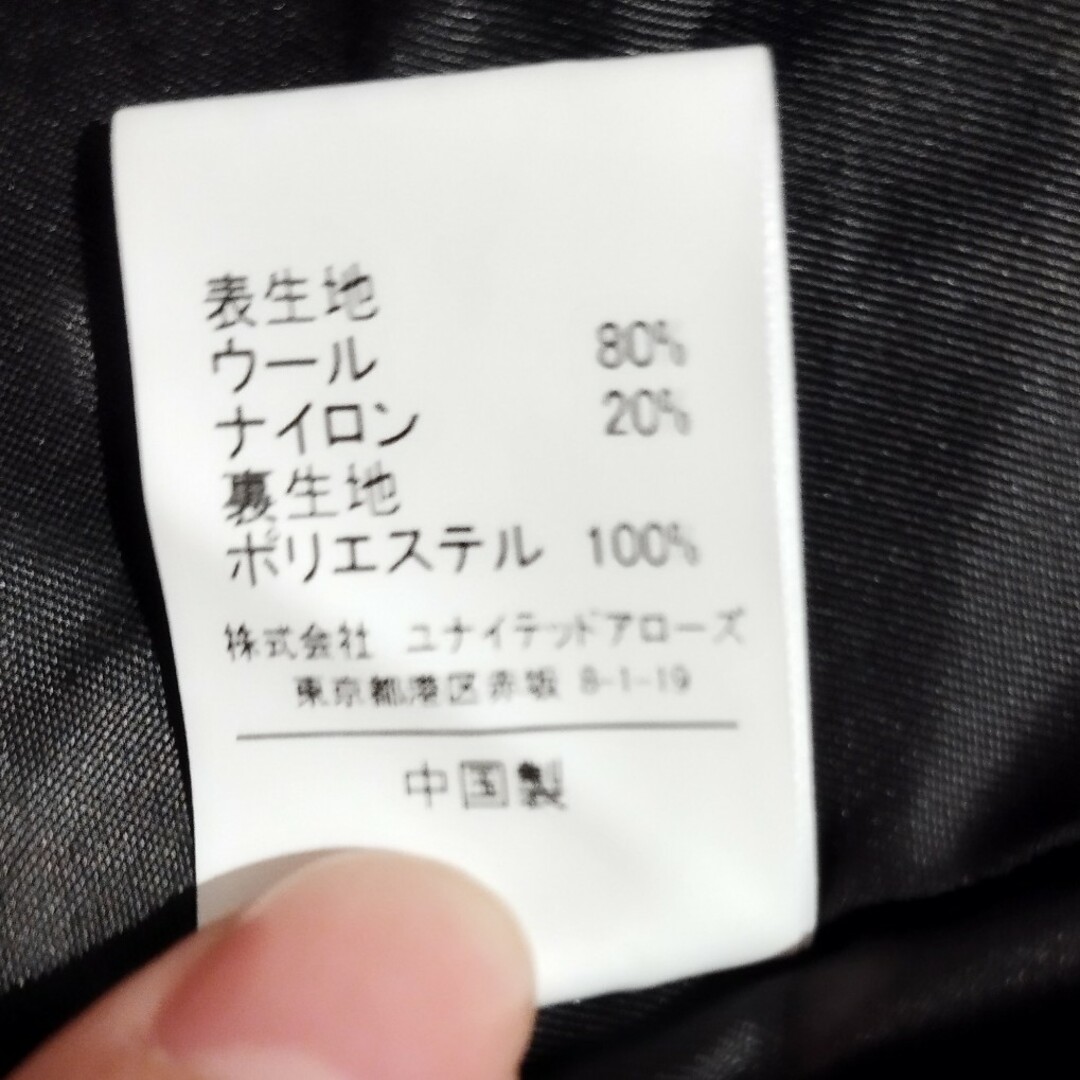 表生地
ウール 80%
ナイロン 20%
裏生地
ポリエステル 100%
株式会社 ユナイテッドアローズ
東京都港区赤坂 8-1-19
中国製